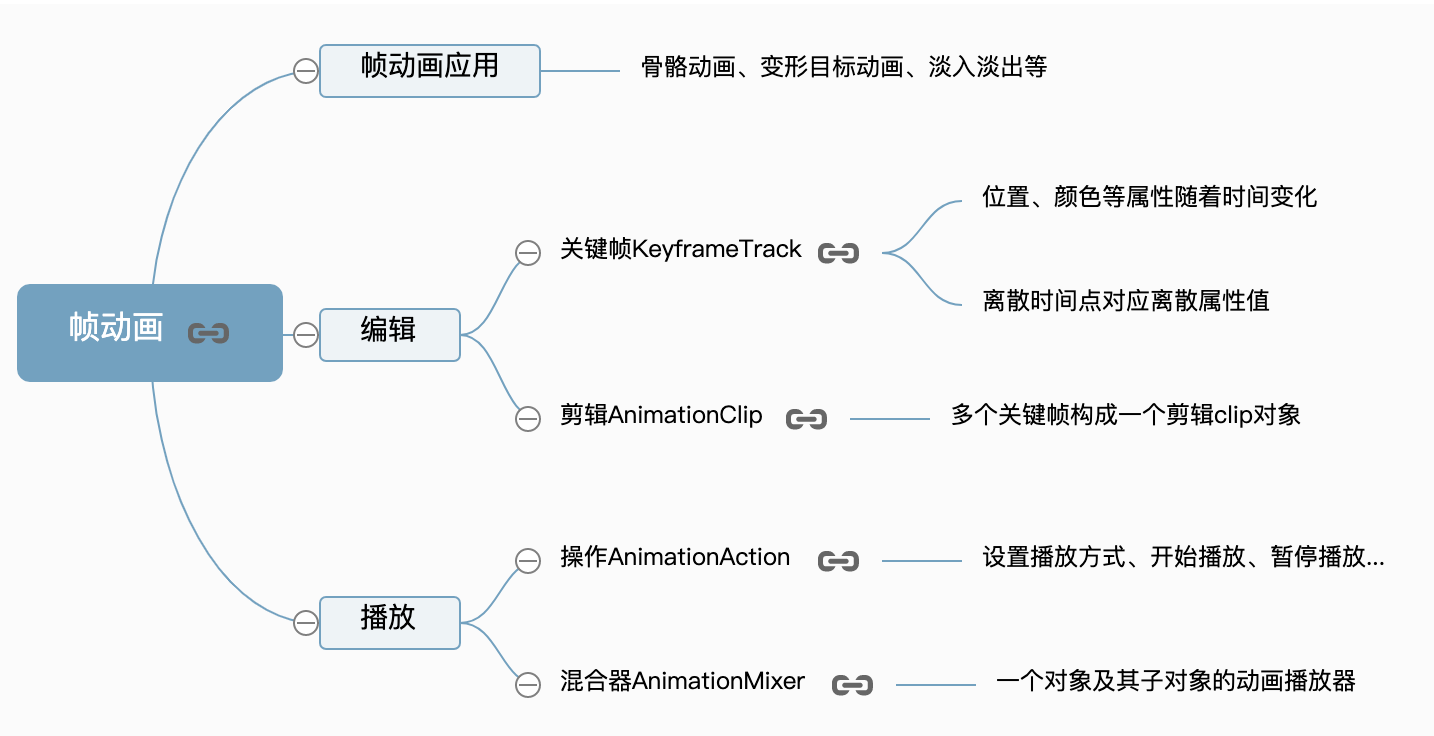 帧动画应用
骨骼动画、变形目标动画、淡入淡出等
位置、颜色等属性随着时间变化
关键帧KeyframeTrack
离散时间点对应离散属性值
帧动画
编辑
剪辑AnimationClip
多个关键帧构成一个剪辑clip对象
操作AnimationAction
设置播放方式、开始播放、暂停播放...
播放
混合器AnimationMixer
一个对象及其子对象的动画播放器